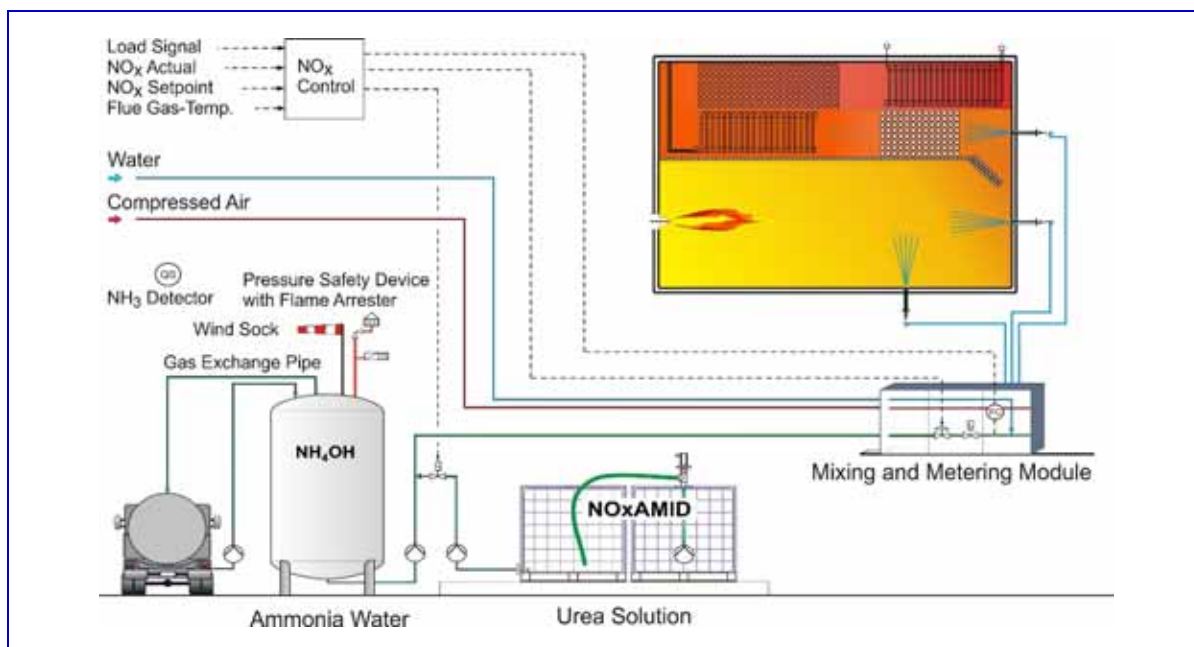 Load Signal
NOx Actual
NOx Setpoint
Flue Gas-Temp.
NOx
Control
Water
Compressed Air
NH3 Detector
Pressure Safety Device
with Flame Arrester
Wind Sock
Gas Exchange Pipe
NH4OH
NOxAMID
Mixing and Metering Module
Ammonia Water
Urea Solution